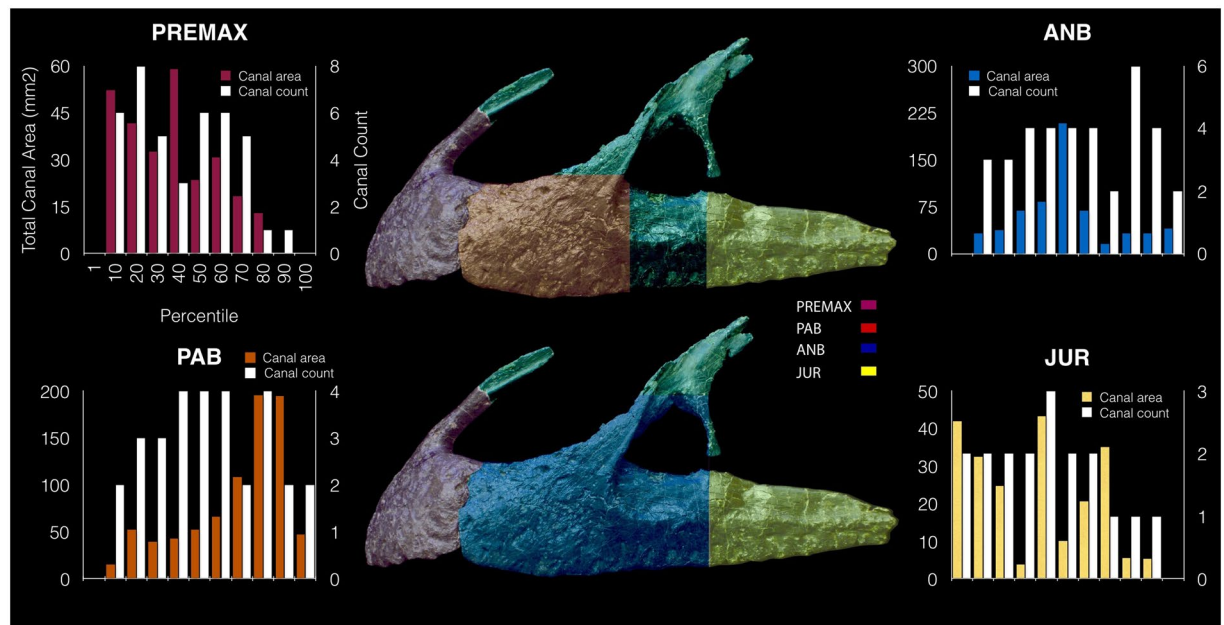 PREMAX
Total Canal Area (mm2)
60
45
30
15
0
Canal area
Canal count
8
6
4
2
0
Canal Count
1
10
20
30
40
50
60
70
80
90
100
Percentile
ANB
300
225
150
75
0
Canal area
Canal count
6
4
2
0
PREMAX
PAB
ANB
JUR
PAB
200
150
100
50
0
Canal area
Canal count
4
3
2
1
0
JUR
50
40
30
20
10
0
Canal area
Canal count
3
2
1
0